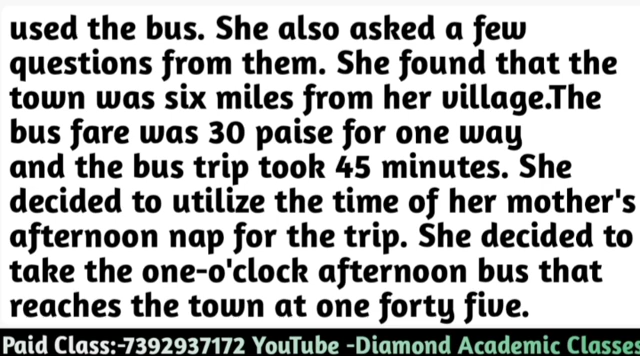 used the bus. She also asked a few
questions from them. She found that the
town was six miles from her village.The
bus fare was 30 paise for one way
and the bus trip took 45 minutes. She
decided to utilize the time of her mother's
afternoon nap for the trip. She decided to
take the one-o'clock afternoon bus that
reaches the town at one forty five.
Paid Class:-7392937172 YouTube -Diamond Academic Classes